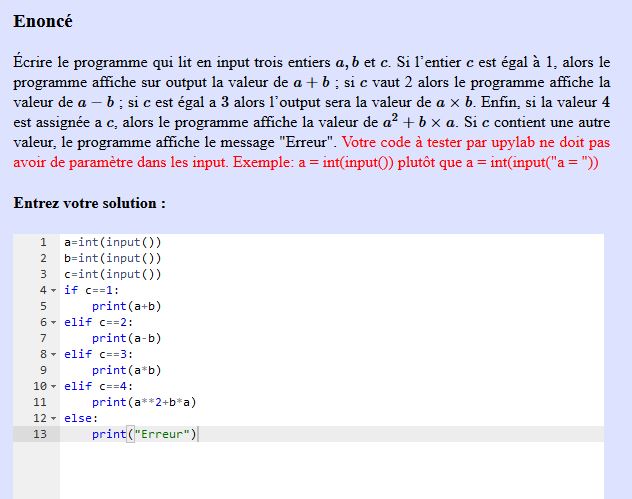 Enoncé
Écrire le programme qui lit en input trois entiers a, b et c. Si l'entier c est égal à 1, alors le
programme affiche sur output la valeur de a + b ; si c vaut 2 alors le programme affiche la
valeur de a − b ; si c est égal a 3 alors l'output sera la valeur de a × b. Enfin, si la valeur 4
est assignée a c, alors le programme affiche la valeur de a² + b × a. Si c contient une autre
valeur, le programme affiche le message "Erreur". Votre code à tester par upylab ne doit pas
avoir de paramètre dans les input. Exemple: a = int(input()) plutôt que a = int(input("a = "))
Entrez votre solution :
1 a=int(input())
2 b=int(input())
3 c=int(input())
4 if c==1:
5 print(a+b)
6 elif c==2:
7 print(a-b)
8 elif c==3:
9 print(a*b)
10 elif c==4:
11 print(a**2+b*a)
12 else:
13 print("Erreur")